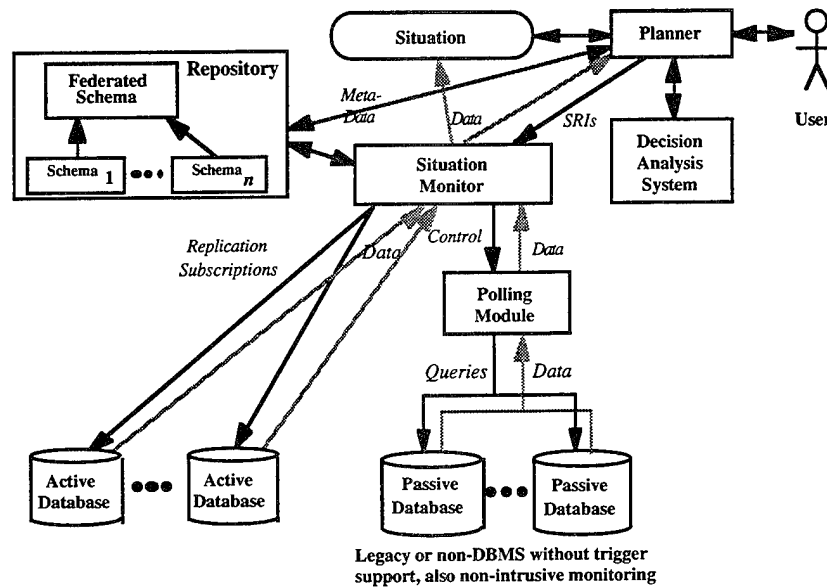 Situation
Planner
Repository
Federated
Schema
Meta-
Data
Data
SRIs
User
Schema 1
Schema n
Situation
Monitor
Decision
Analysis
System
Replication
Subscriptions
Data
Control
Data
Polling
Module
Queries
Data
Active
Database
Active
Database
Passive
Database
Passive
Database
Legacy or non-DBMS without trigger
support, also non-intrusive monitoring